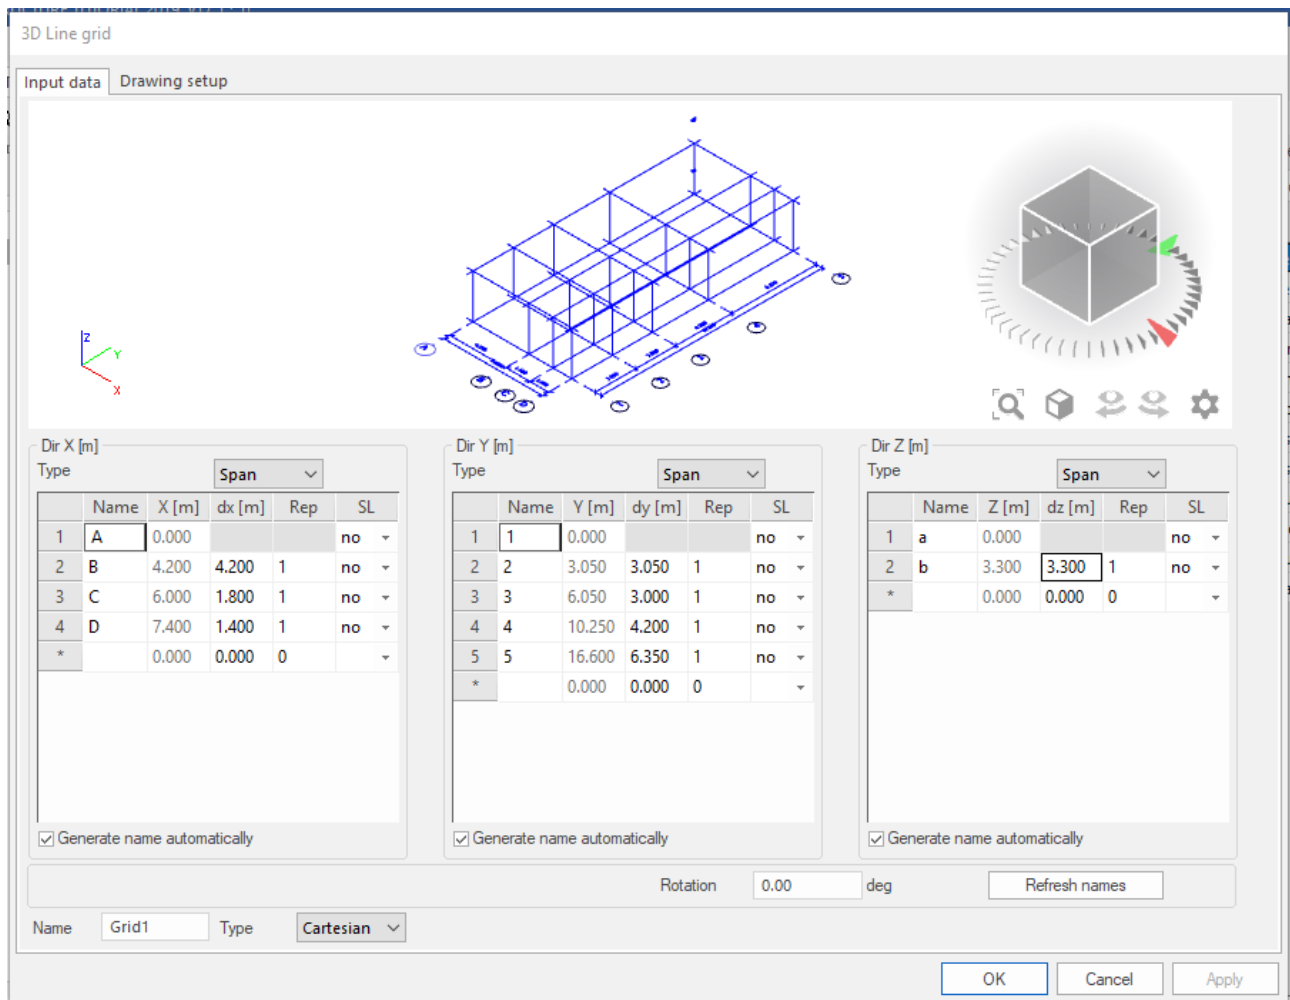 3D Line grid
Input data Drawing setup
Z
Y
X
Dir X [m] Dir Y [m] Dir Z [m]
Type Span Type Span Type Span
Name X [m] dx [m] Rep SL Name Y [m] dy [m] Rep SL Name Z [m] dz [m] Rep SL
1 A 0.000 no 1 1 0.000 no 1 a 0.000 no
2 B 4.200 4.200 1 no 2 2 3.050 3.050 1 no 2 b 3.300 3.300 1 no
3 C 6.000 1.800 1 no 3 3 6.050 3.000 1 no * 0.000 0.000 0
4 D 7.400 1.400 1 no 4 4 10.250 4.200 1 no
* 0.000 0.000 0 5 5 16.600 6.350 1 no
* 0.000 0.000 0
Generate name automatically Generate name automatically Generate name automatically
Rotation 0.00 deg Refresh names
Name Grid1 Type Cartesian
OK Cancel Apply